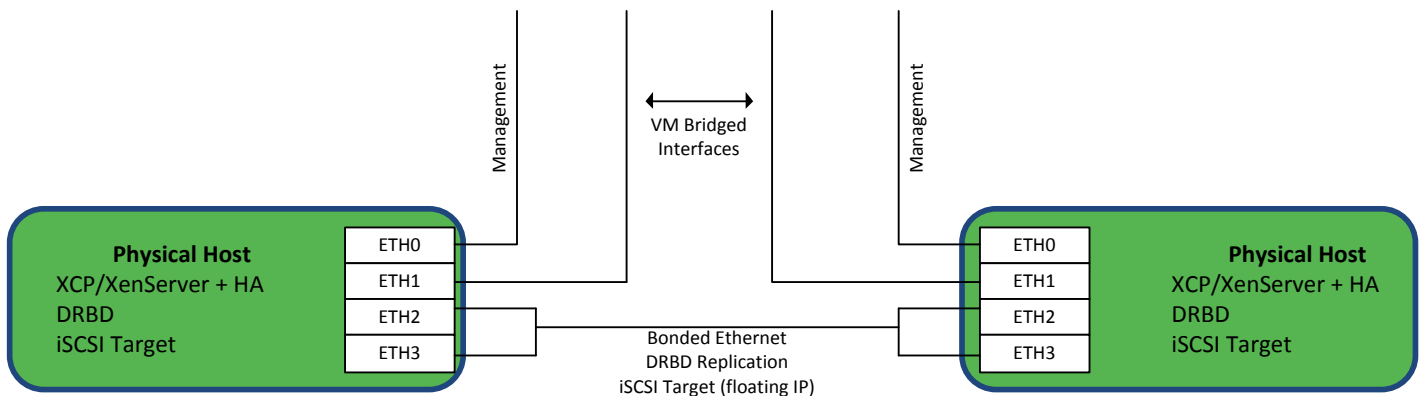 Management
VM Bridged
Interfaces
Management
Physical Host
XCP/XenServer + HA
DRBD
iSCSI Target
ETH0
ETH1
ETH2
ETH3
Bonded Ethernet
DRBD Replication
iSCSI Target (floating IP)
ETH0
ETH1
ETH2
ETH3
Physical Host
XCP/XenServer + HA
DRBD
iSCSI Target